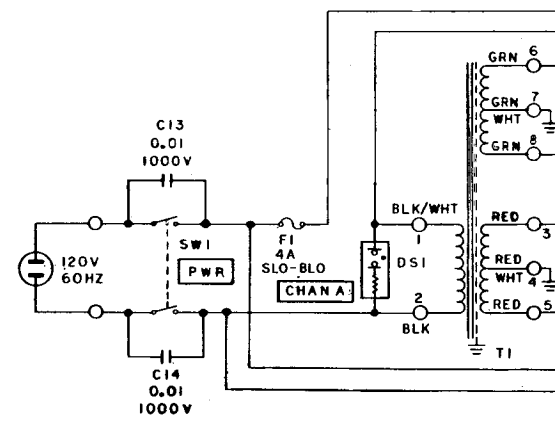 C13
0.01
1000V
120V
60HZ
SW1
PWR
F1
4A
SLO-BLO
CHAN A
BLK/WHT
1
DS1
2
BLK
GRN 6
GRN 7
WHT
GRN 8
RED 3
RED
WHT 4
RED 5
T1
C14
0.01
1000V